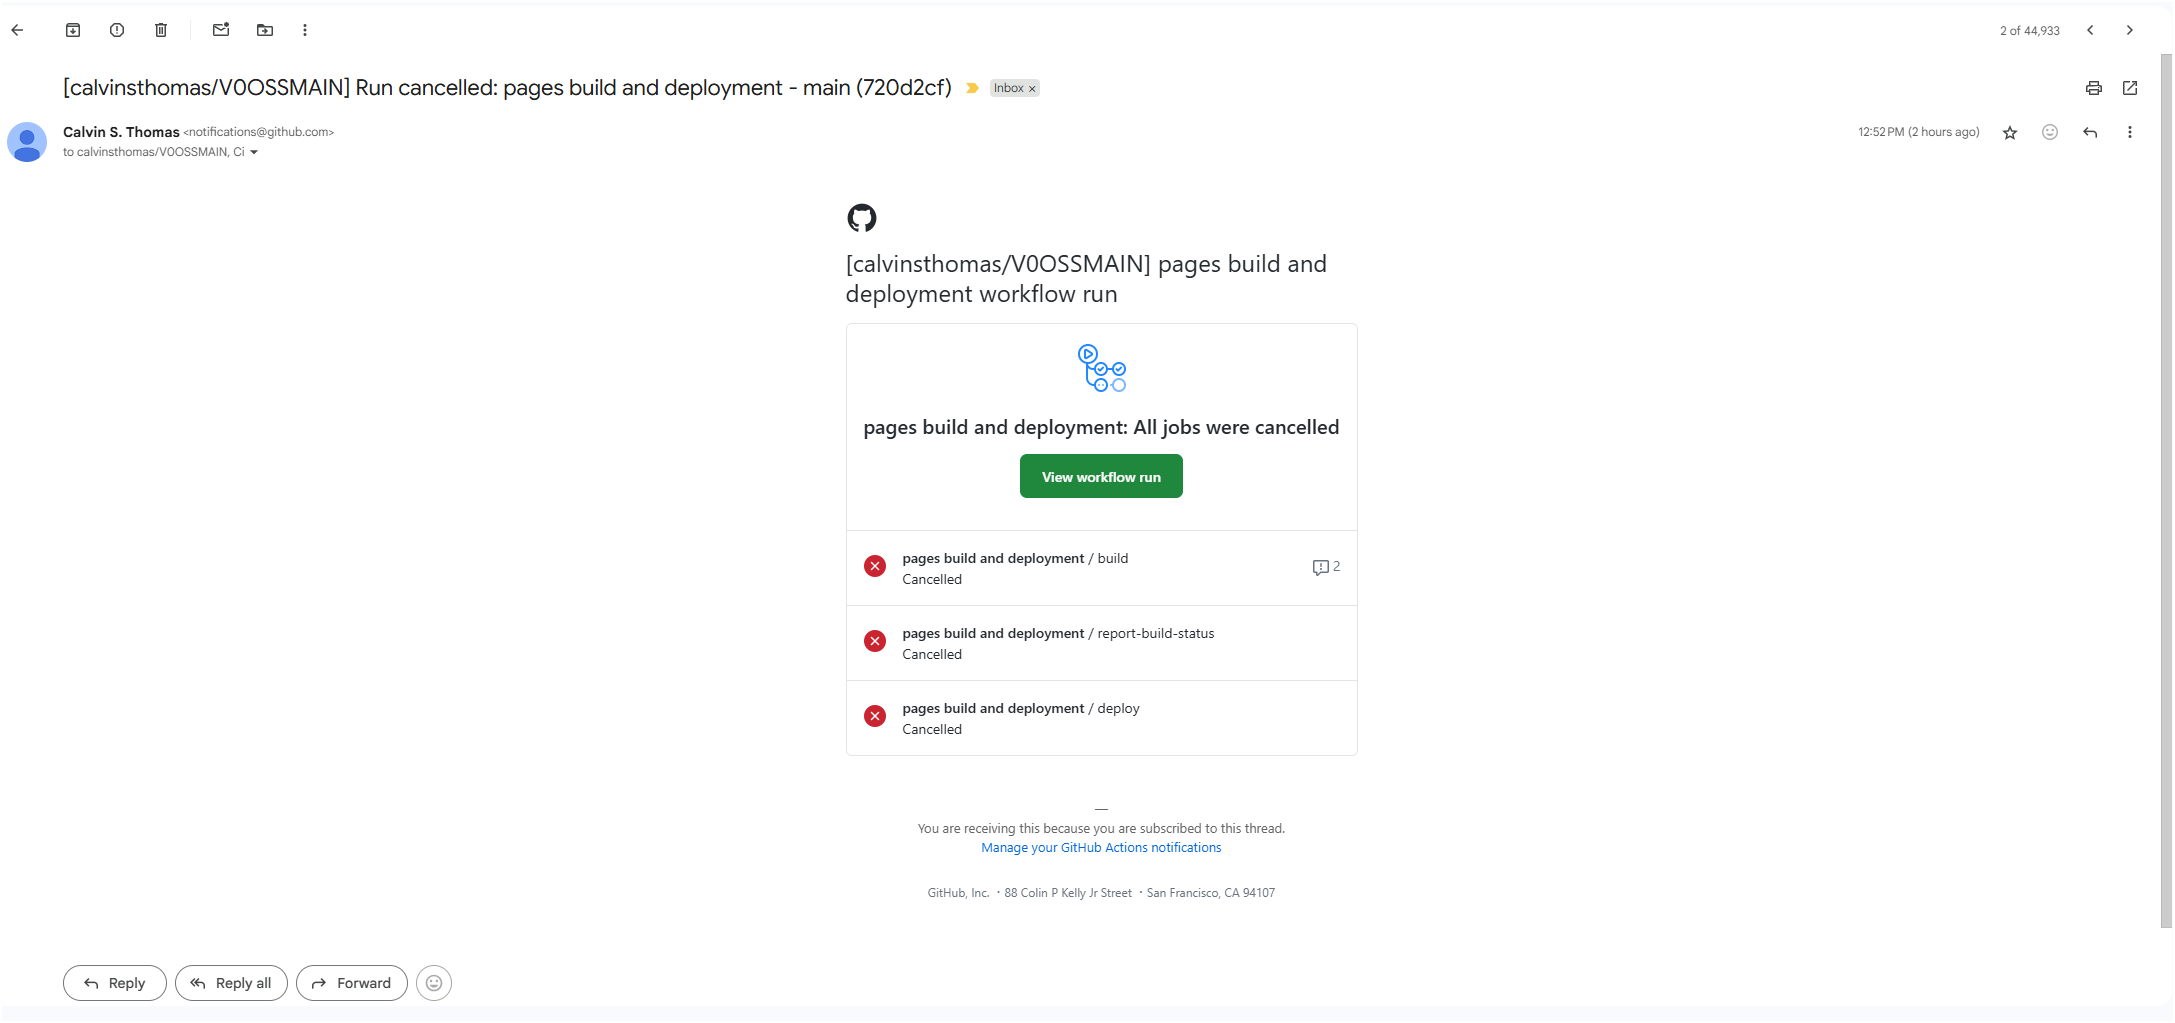 2 of 44,933
[calvinsthomas/V0OSSMAIN] Run cancelled: pages build and deployment - main (720d2cf)
Inbox ×
Calvin S. Thomas <notifications@github.com>
12:52 PM (2 hours ago)
to calvinsthomas/V0OSSMAIN, Ci
[calvinsthomas/V0OSSMAIN] pages build and
deployment workflow run
pages build and deployment: All jobs were cancelled
View workflow run
pages build and deployment / build
Cancelled
2
pages build and deployment / report-build-status
Cancelled
pages build and deployment / deploy
Cancelled
—
You are receiving this because you are subscribed to this thread.
Manage your GitHub Actions notifications
GitHub, Inc. ・88 Colin P Kelly Jr Street ・San Francisco, CA 94107
Reply
Reply all
Forward